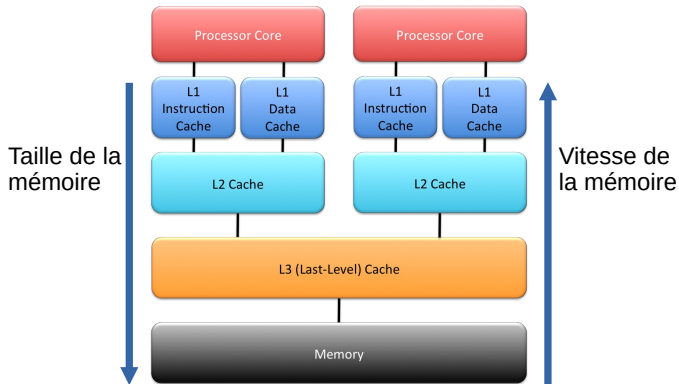 Processor Core
Processor Core
L1
Instruction
Cache
L1
Data
Cache
L1
Instruction
Cache
L1
Data
Cache
Taille de la
mémoire
Vitesse de
la mémoire
L2 Cache
L2 Cache
L3 (Last-Level) Cache
Memory